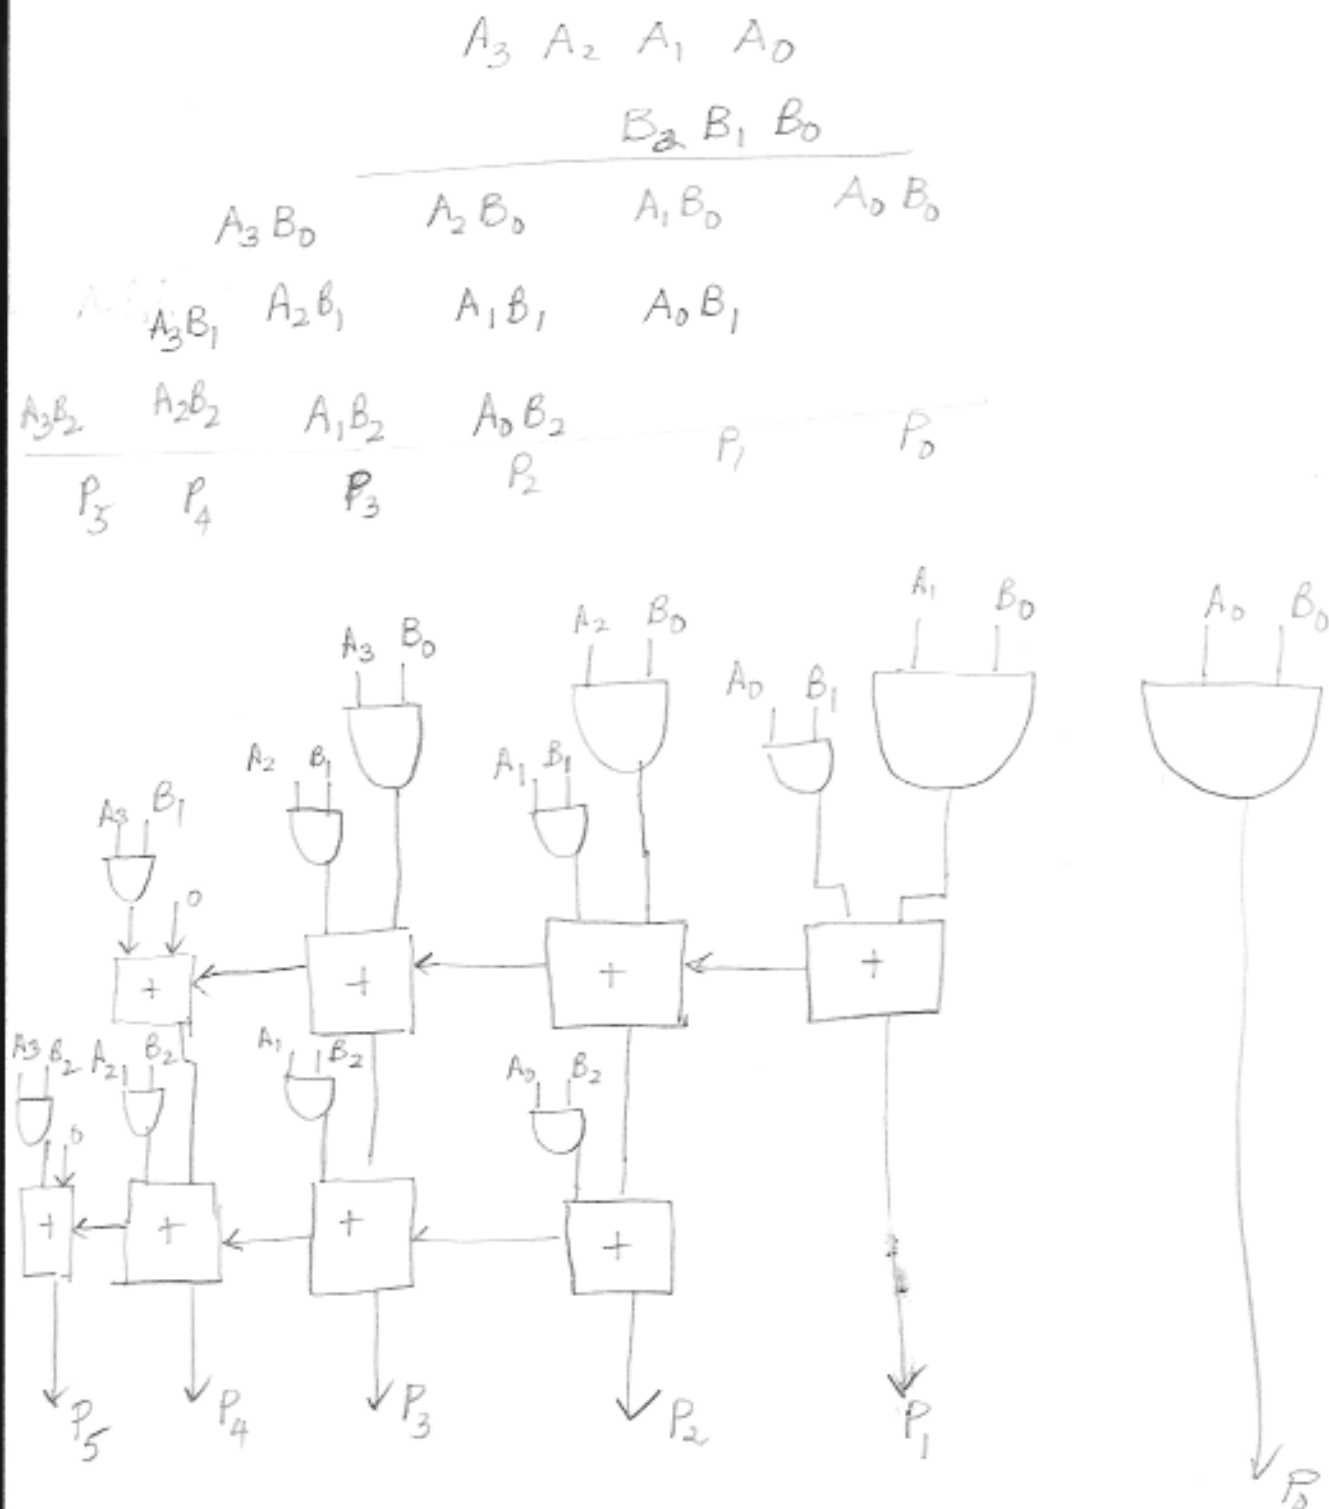 A3 A2 A1 A0
B2 B1 B0
A3B0 A2B0 A1B0 A0B0
A3B1 A2B1 A1B1 A0B1
A3B2 A2B2 A1B2 A0B2
P5 P4 P3 P2 P1 P0
A3 B0 A2 B0 A1 B0 A0 B0
A3 B1 A2 B1 A1 B1 A0 B1
0
+ + + +
A3 B2 A2 B2 A1 B2 A0 B2
0
+ + + +
P5 P4 P3 P2 P1 P0